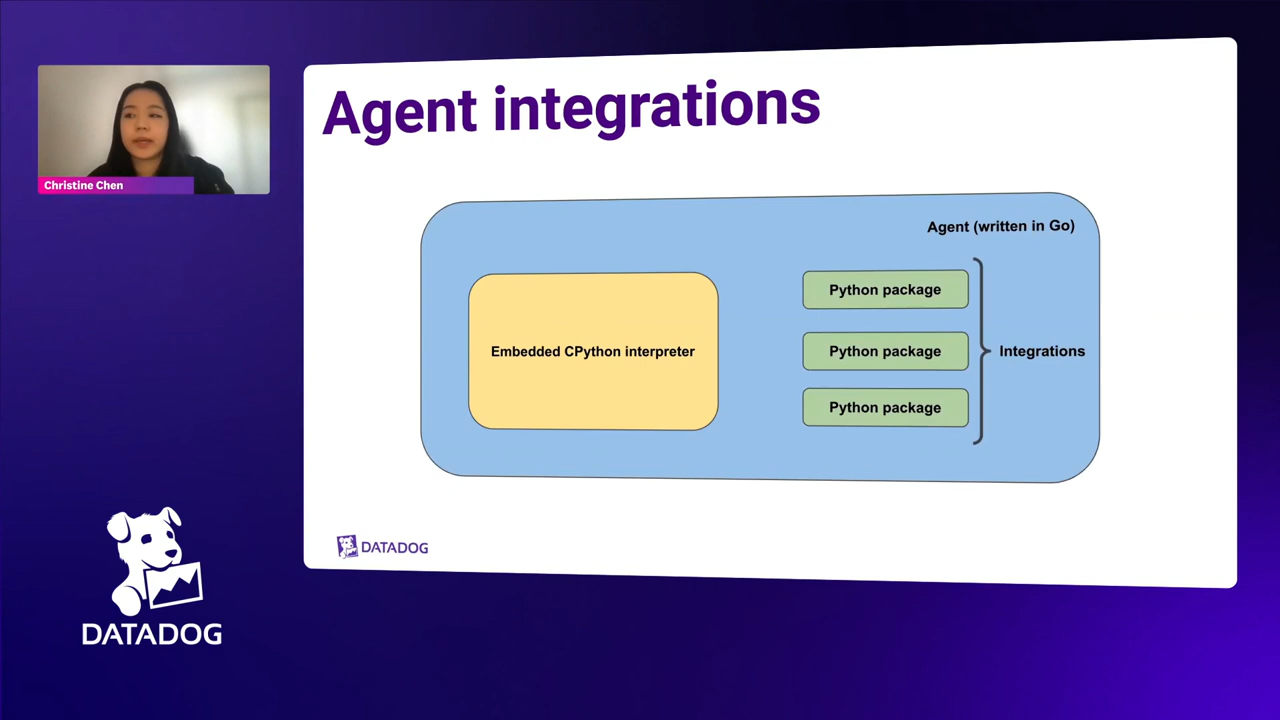 Christine Chen
Agent integrations
Agent (written in Go)
Embedded CPython interpreter
Python package
Python package
Python package
Integrations
DATADOG
DATADOG